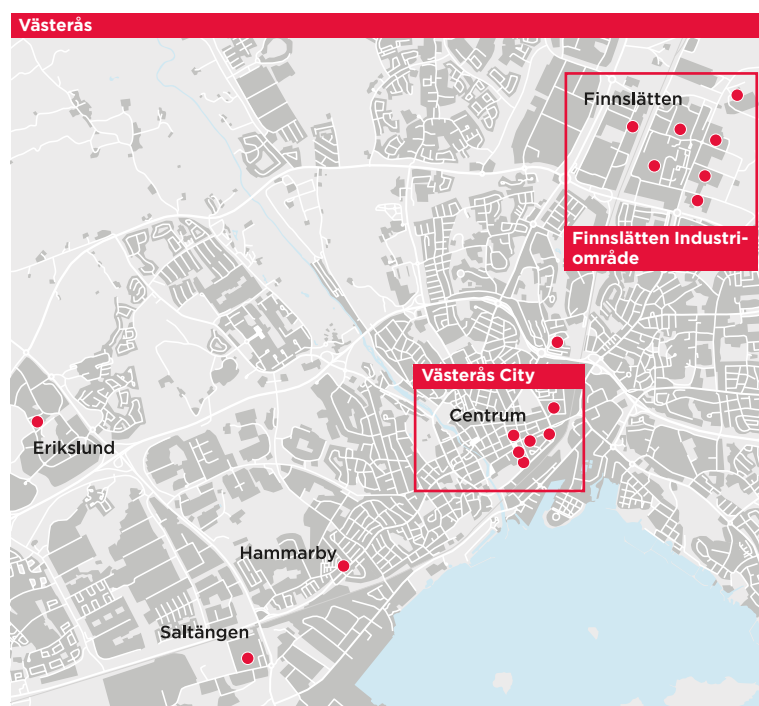 Västerås
Finnslätten
Finnslätten Industri-
område
Västerås City
Centrum
Erikslund
Hammarby
Saltängen